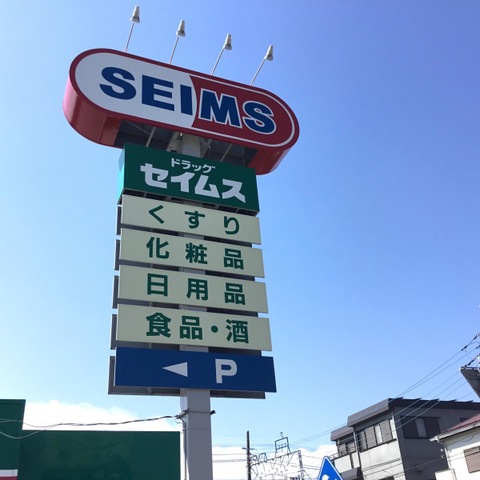 SEIMS
ドラッグ
セイムス
くすり
化粧品
日用品
食品・酒
P